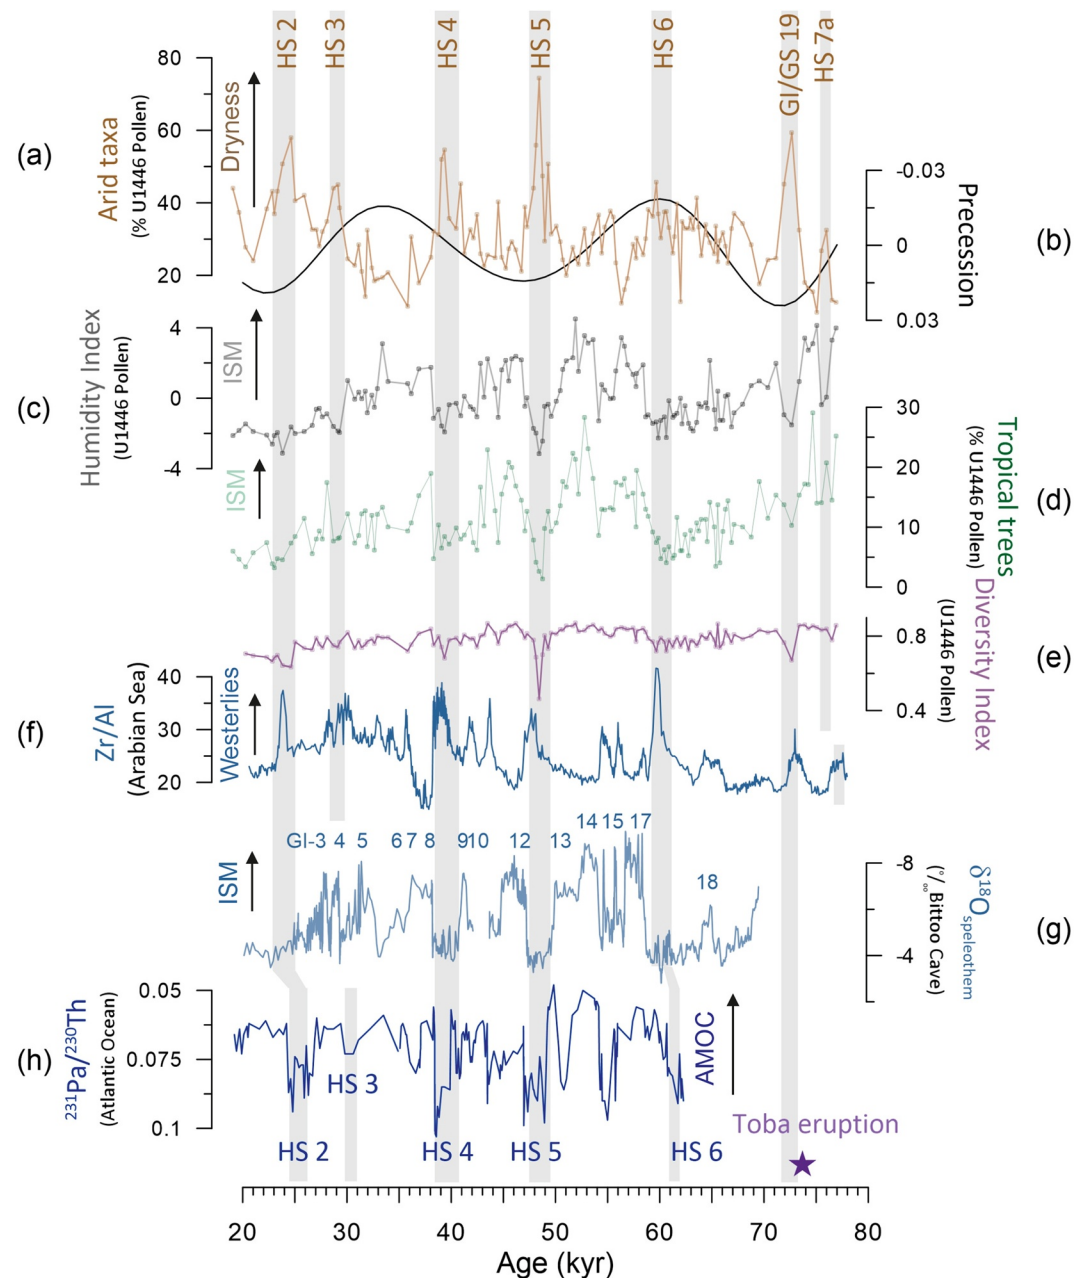 HS 2
HS 3
HS 4
HS 5
HS 6
GI/GS 19
HS 7a
(a)
Arid taxa
(% U1446 Pollen)
80
60
40
20
Dryness
-0.03
0
0.03
Precession
(b)
(c)
Humidity Index
(U1446 Pollen)
4
0
-4
ISM
ISM
30
20
10
0
Tropical trees
(% U1446 Pollen)
(d)
0.8
0.4
Diversity Index
(U1446 Pollen)
(e)
(f)
Zr/Al
(Arabian Sea)
40
30
20
Westerlies
GI-3 4 5 6 7 8 9 10 12 13 14 15 17
18
ISM
-8
-4
δ18Ospeleothem
(°/oo Bittoo Cave)
(g)
(h)
231Pa/230Th
(Atlantic Ocean)
0.05
0.075
0.1
AMOC
HS 3
HS 2
HS 4
HS 5
HS 6
Toba eruption
20 30 40 50 60 70 80
Age (kyr)